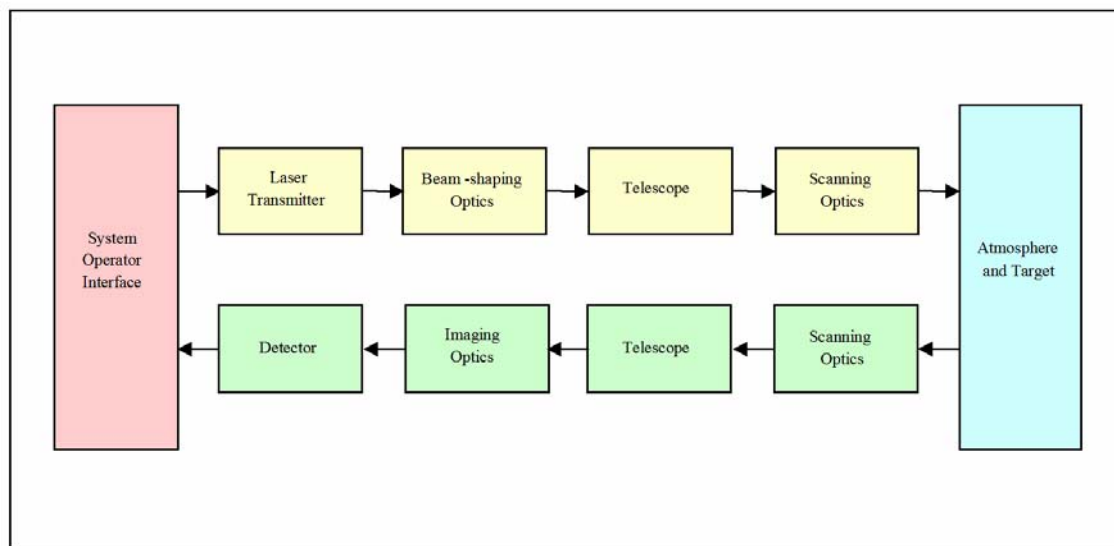 System
Operator
Interface
Laser
Transmitter
Beam -shaping
Optics
Telescope
Scanning
Optics
Atmosphere
and Target
Detector
Imaging
Optics
Telescope
Scanning
Optics